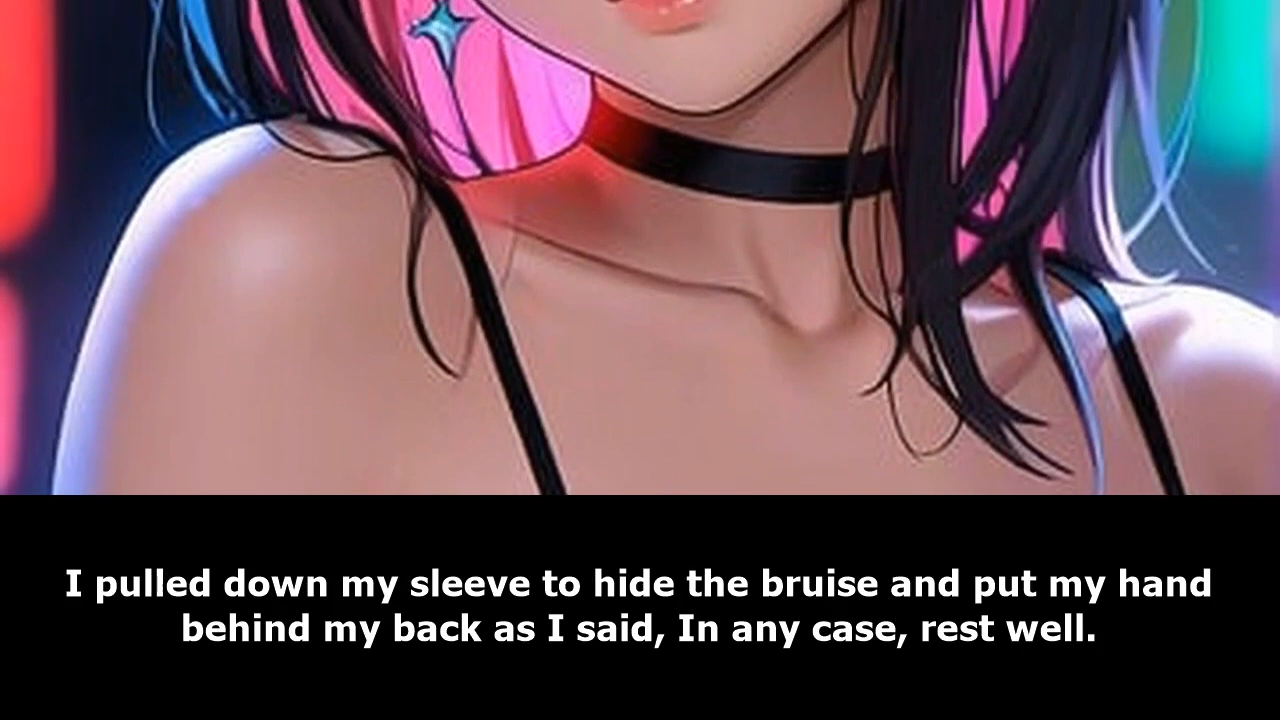 I pulled down my sleeve to hide the bruise and put my hand
behind my back as I said, In any case, rest well.